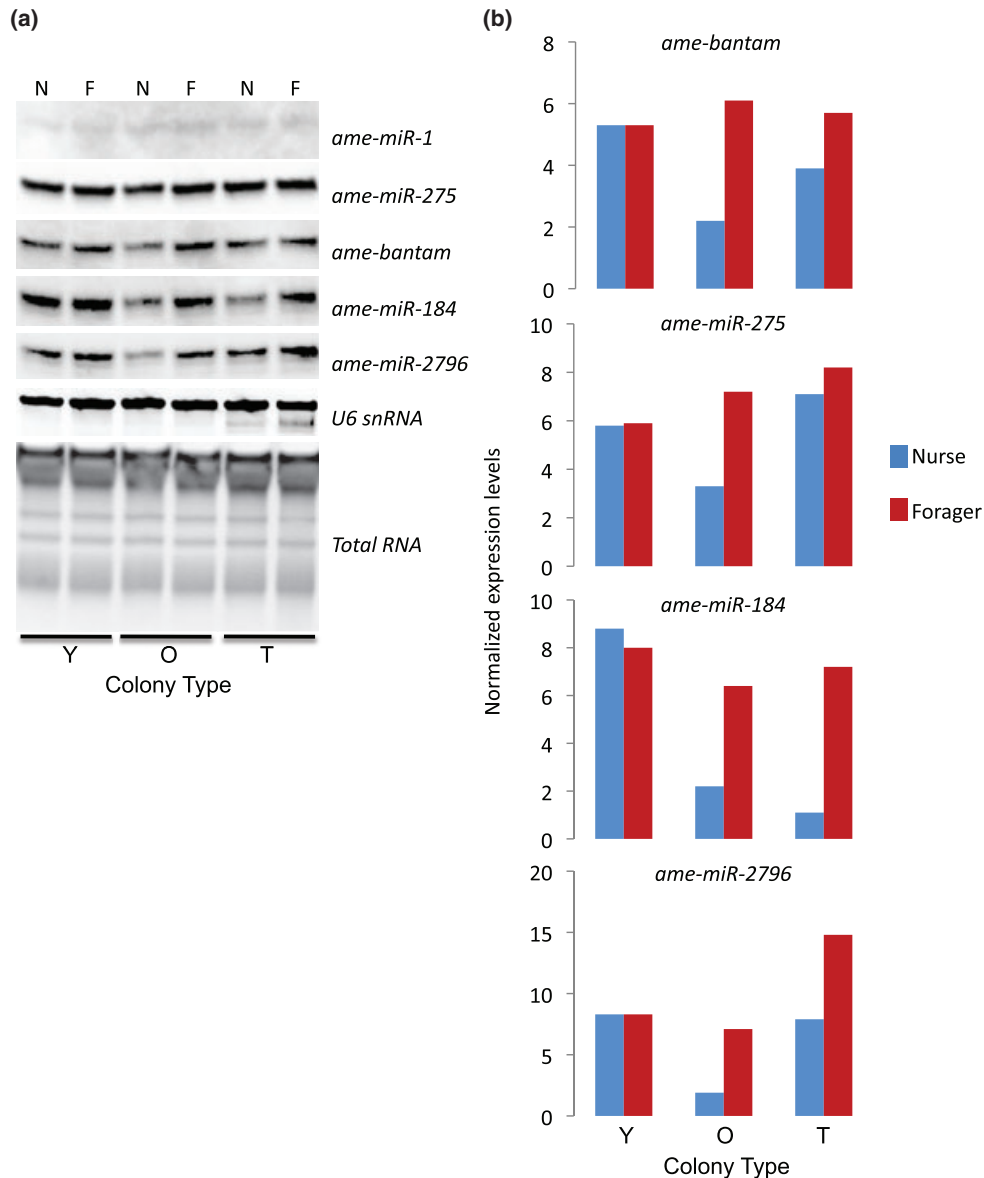 (a)
N F N F N F
ame-miR-1
ame-miR-275
ame-bantam
ame-miR-184
ame-miR-2796
U6 snRNA
Total RNA
Y O T
Colony Type
(b)
Normalized expression levels
ame-bantam
8
6
4
2
0
ame-miR-275
10
8
6
4
2
0
ame-miR-184
10
8
6
4
2
0
ame-miR-2796
20
15
10
5
0
Y O T
Colony Type
Nurse
Forager